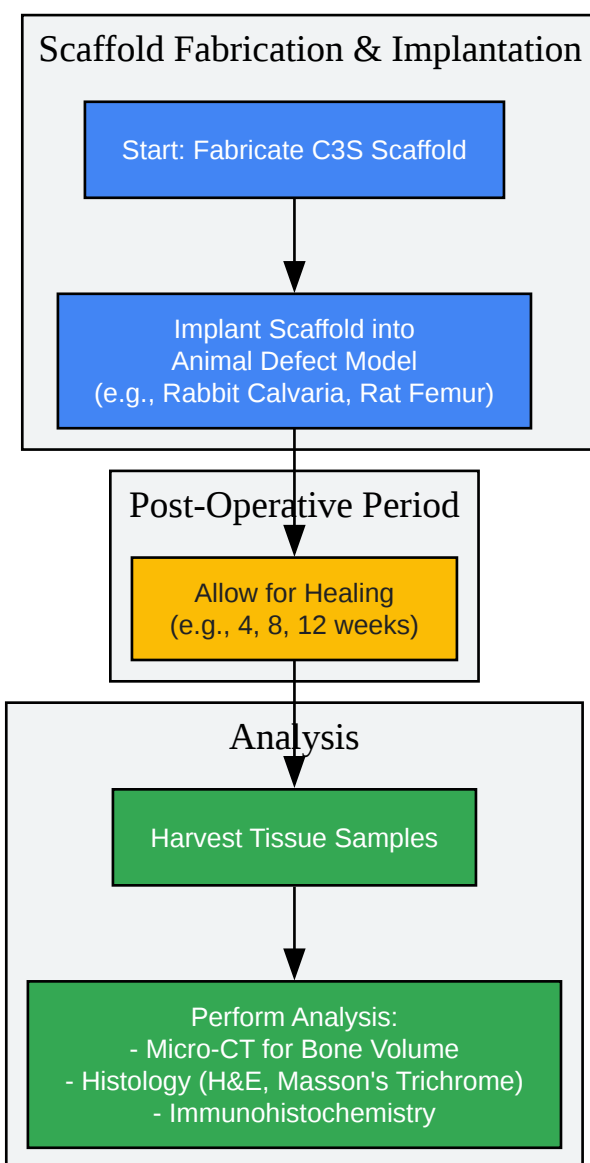 Scaffold Fabrication & Implantation
Start: Fabricate C3S Scaffold
Implant Scaffold into
Animal Defect Model
(e.g., Rabbit Calvaria, Rat Femur)
Post-Operative Period
Allow for Healing
(e.g., 4, 8, 12 weeks)
Analysis
Harvest Tissue Samples
Perform Analysis:
- Micro-CT for Bone Volume
- Histology (H&E, Masson's Trichrome)
- Immunohistochemistry